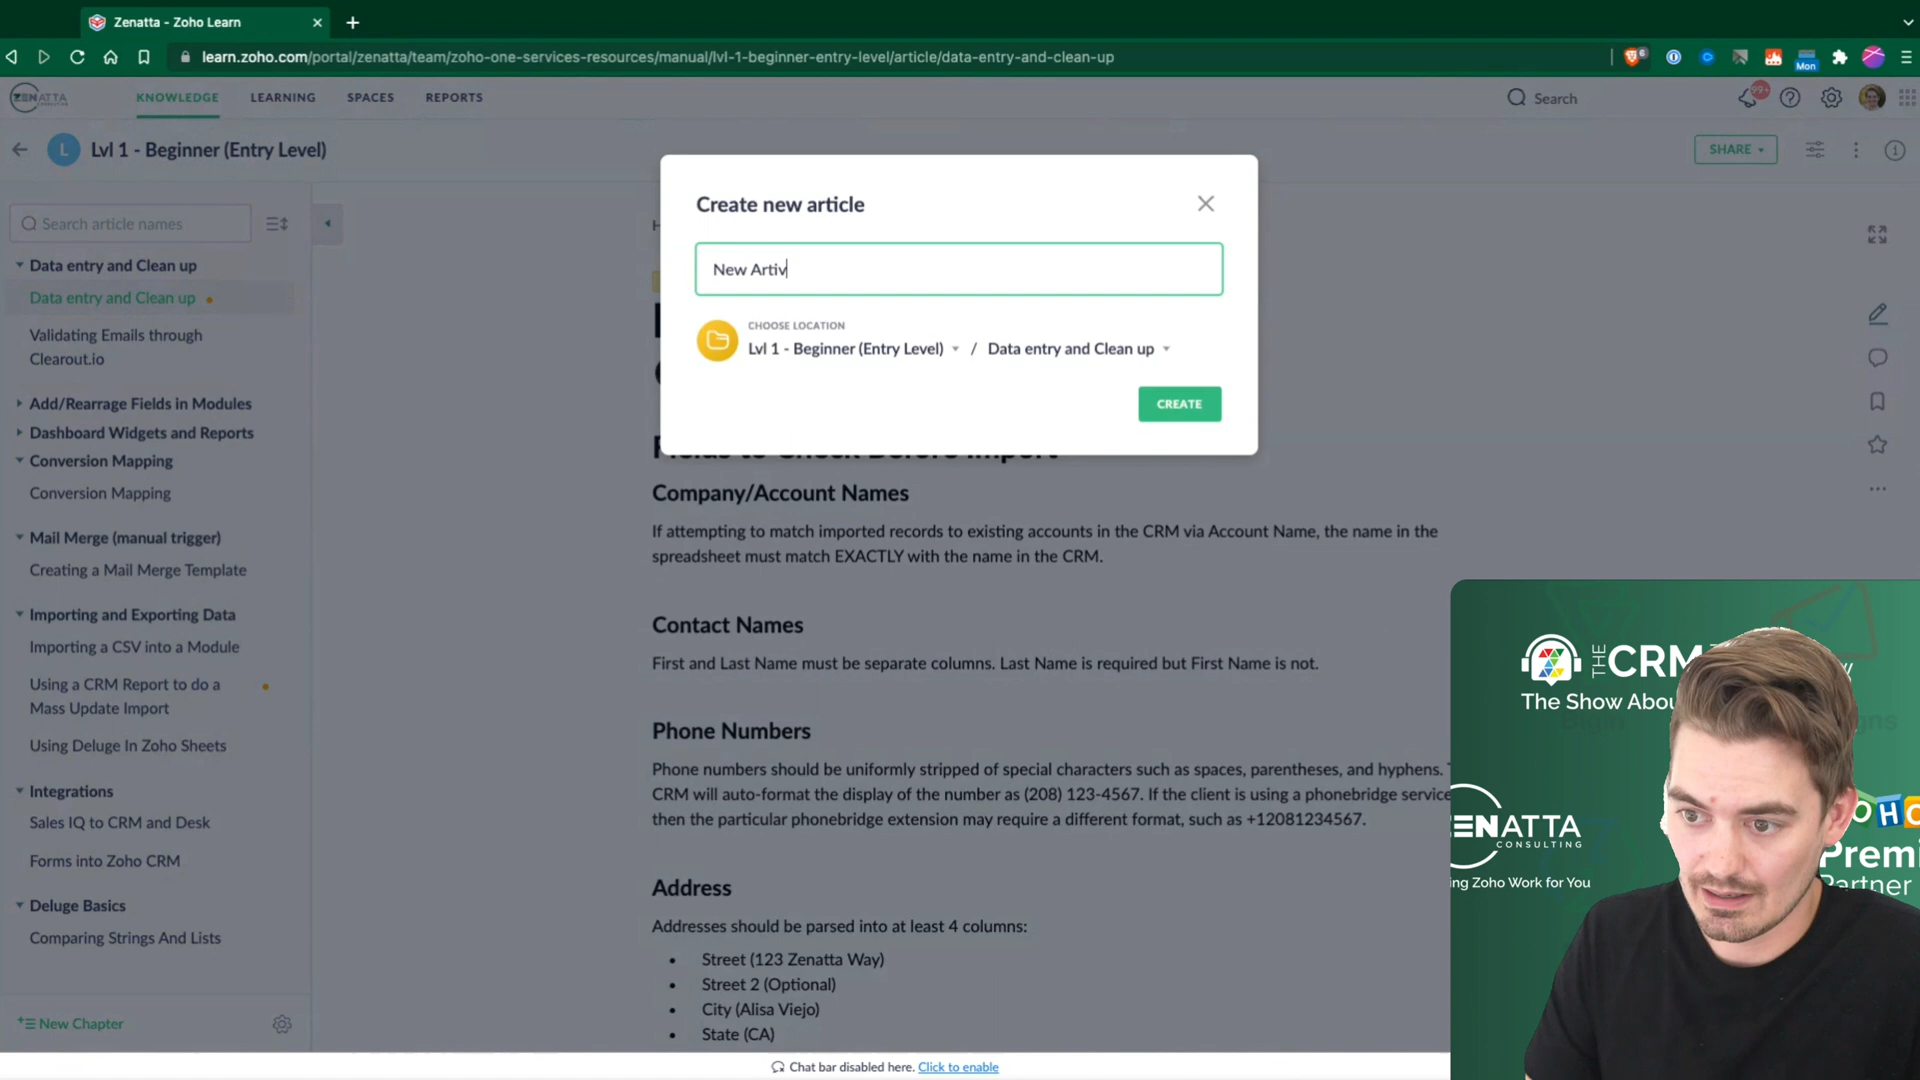 Zenatta - Zoho Learn
learn.zoho.com/portal/zenatta/team/zoho-one-services-resources/manual/lvl-1-beginner-entry-level/article/data-entry-and-clean-up
6
Mon
ZENATTA
KNOWLEDGE
LEARNING
SPACES
REPORTS
Search
99+
L
Lvl 1 - Beginner (Entry Level)
SHARE
Search article names
Data entry and Clean up
Data entry and Clean up
Validating Emails through
Clearout.io
Add/Rearrage Fields in Modules
Dashboard Widgets and Reports
Conversion Mapping
Conversion Mapping
Mail Merge (manual trigger)
Creating a Mail Merge Template
Importing and Exporting Data
Importing a CSV into a Module
Using a CRM Report to do a
Mass Update Import
Using Deluge In Zoho Sheets
Integrations
Sales IQ to CRM and Desk
Forms into Zoho CRM
Deluge Basics
Comparing Strings And Lists
New Chapter
Create new article
New Artiv
CHOOSE LOCATION
Lvl 1 - Beginner (Entry Level) / Data entry and Clean up
CREATE
Fields to Check Before Import
Company/Account Names
If attempting to match imported records to existing accounts in the CRM via Account Name, the name in the
spreadsheet must match EXACTLY with the name in the CRM.
Contact Names
First and Last Name must be separate columns. Last Name is required but First Name is not.
Phone Numbers
Phone numbers should be uniformly stripped of special characters such as spaces, parentheses, and hyphens.
CRM will auto-format the display of the number as (208) 123-4567. If the client is using a phonebridge service
then the particular phonebridge extension may require a different format, such as +12081234567.
Address
Addresses should be parsed into at least 4 columns:
• Street (123 Zenatta Way)
• Street 2 (Optional)
• City (Alisa Viejo)
• State (CA)
Chat bar disabled here. Click to enable
THE CRM
The Show Abou
ZENATTA
CONSULTING
ing Zoho Work for You
OHO
Premi
Partner